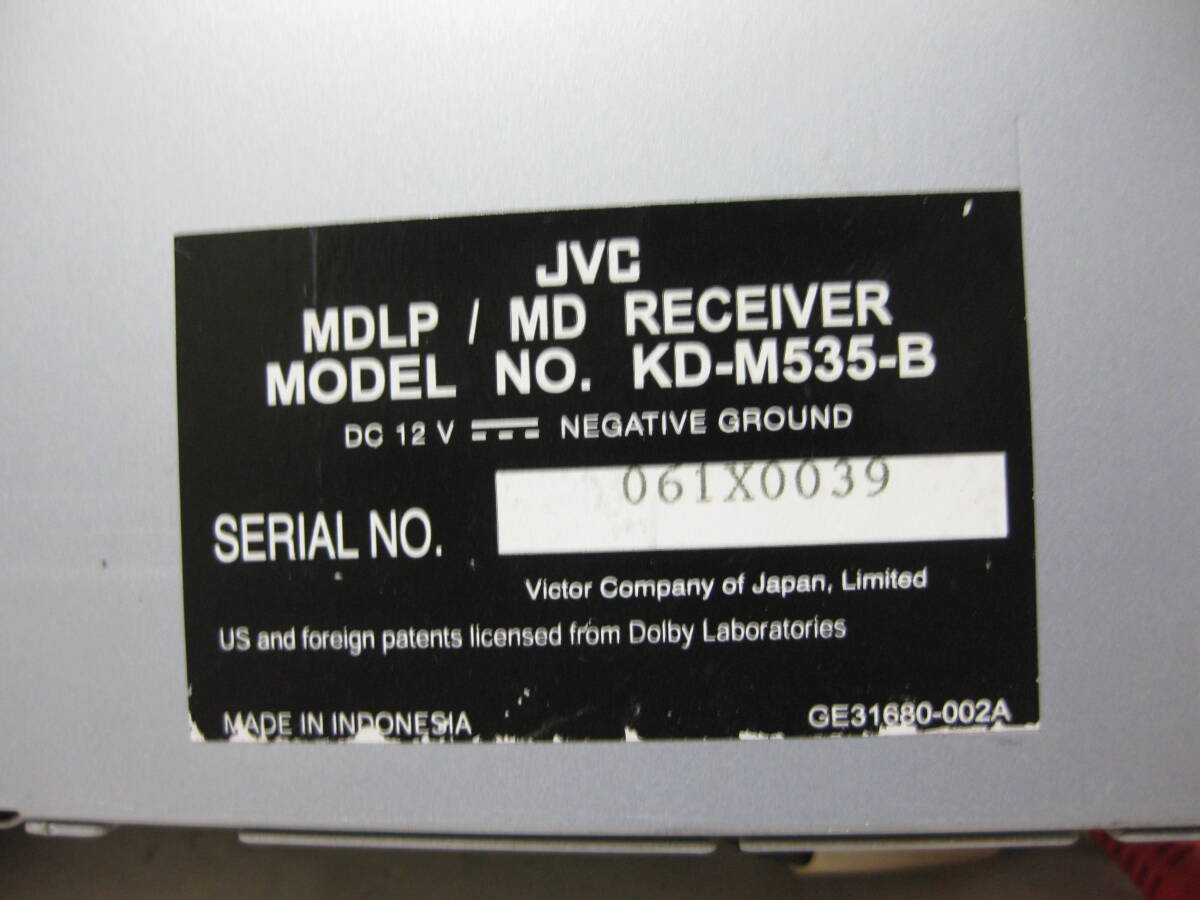 JVC
MDLP / MD RECEIVER
MODEL NO. KD-M535-B
DC 12 V NEGATIVE GROUND
SERIAL NO. 061X0039
Victor Company of Japan, Limited
US and foreign patents licensed from Dolby Laboratories
MADE IN INDONESIA GE31680-002A